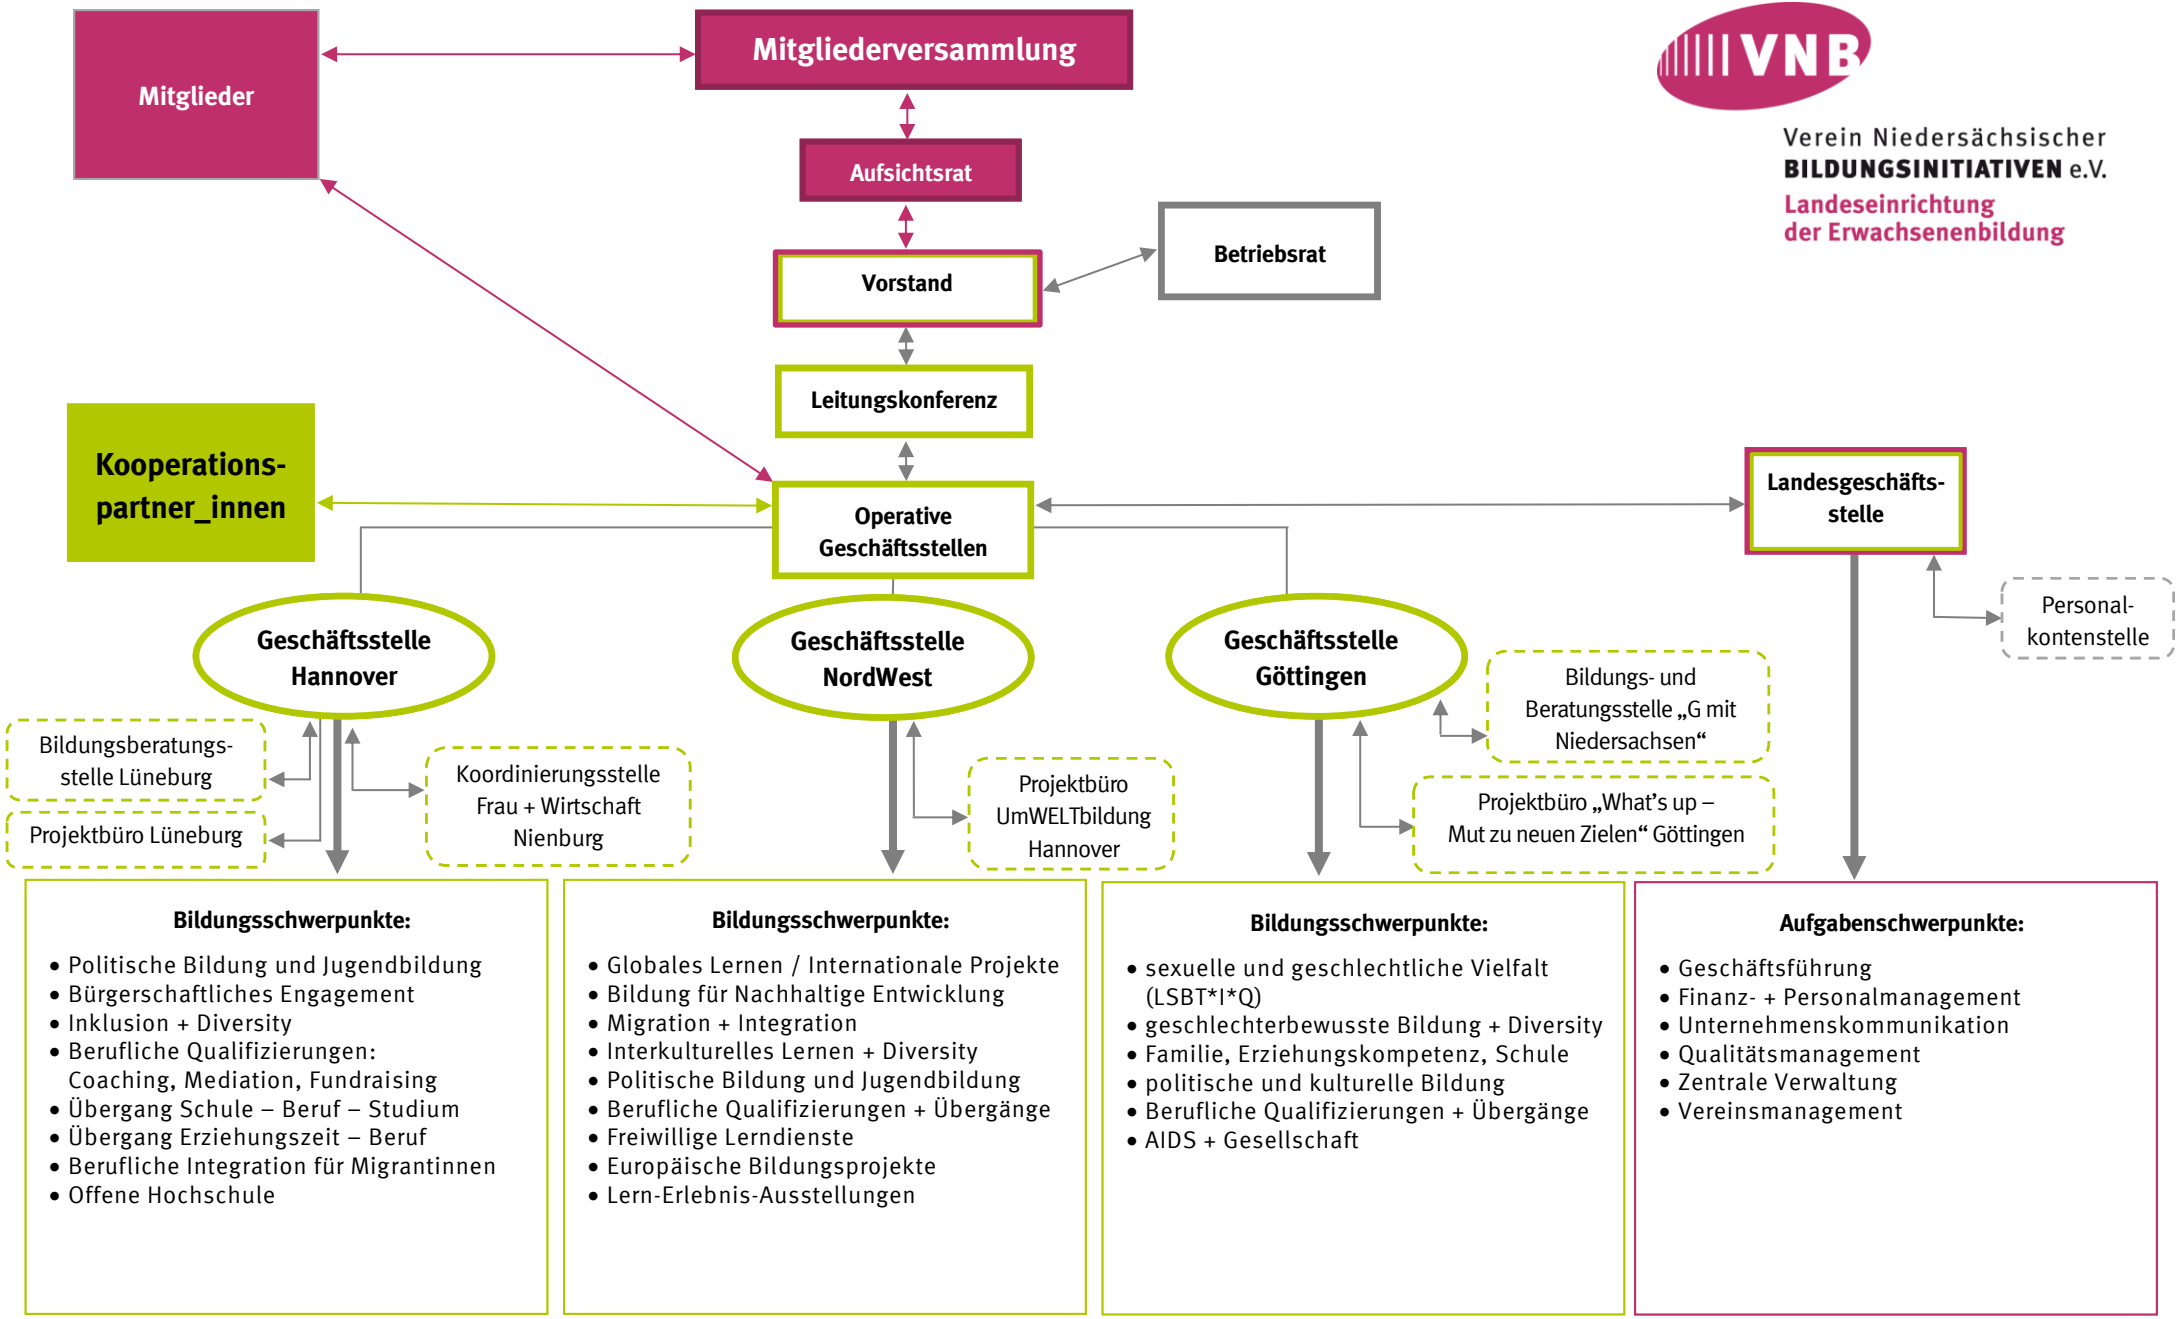 Mitglieder
Mitgliederversammlung
VNB
Verein Niedersächsischer
BILDUNGSINITIATIVEN e.V.
Landeseinrichtung
der Erwachsenenbildung
Aufsichtsrat
Vorstand
Betriebsrat
Leitungskonferenz
Kooperations-
partner_innen
Operative
Geschäftsstellen
Landesgeschäfts-
stelle
Personal-
kontenstelle
Geschäftsstelle
Hannover
Geschäftsstelle
NordWest
Geschäftsstelle
Göttingen
Bildungsberatungs-
stelle Lüneburg
Projektbüro Lüneburg
Koordinierungsstelle
Frau + Wirtschaft
Nienburg
Projektbüro
UmWELTbildung
Hannover
Bildungs- und
Beratungsstelle „G mit
Niedersachsen“
Projektbüro „What's up –
Mut zu neuen Zielen“ Göttingen
Bildungsschwerpunkte:
• Politische Bildung und Jugendbildung
• Bürgerschaftliches Engagement
• Inklusion + Diversity
• Berufliche Qualifizierungen:
Coaching, Mediation, Fundraising
• Übergang Schule – Beruf – Studium
• Übergang Erziehungszeit – Beruf
• Berufliche Integration für Migrantinnen
• Offene Hochschule
Bildungsschwerpunkte:
• Globales Lernen / Internationale Projekte
• Bildung für Nachhaltige Entwicklung
• Migration + Integration
• Interkulturelles Lernen + Diversity
• Politische Bildung und Jugendbildung
• Berufliche Qualifizierungen + Übergänge
• Freiwillige Lerndienste
• Europäische Bildungsprojekte
• Lern-Erlebnis-Ausstellungen
Bildungsschwerpunkte:
• sexuelle und geschlechtliche Vielfalt
(LSBT*I*Q)
• geschlechterbewusste Bildung + Diversity
• Familie, Erziehungskompetenz, Schule
• politische und kulturelle Bildung
• Berufliche Qualifizierungen + Übergänge
• AIDS + Gesellschaft
Aufgabenschwerpunkte:
• Geschäftsführung
• Finanz- + Personalmanagement
• Unternehmenskommunikation
• Qualitätsmanagement
• Zentrale Verwaltung
• Vereinsmanagement